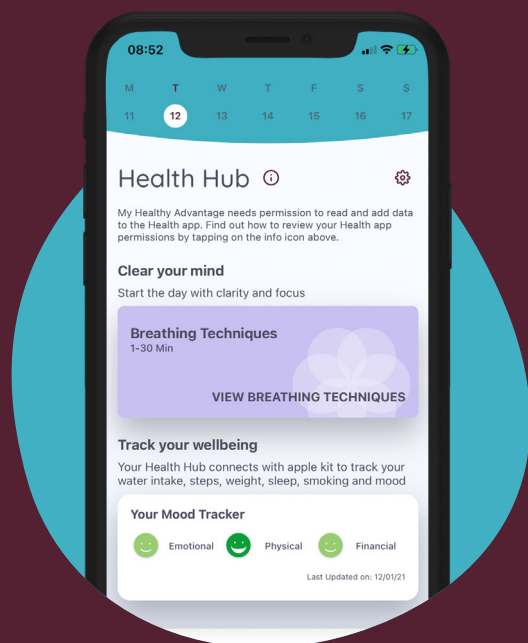 08:52
M T W T F S S
11 12 13 14 15 16 17
Health Hub
My Healthy Advantage needs permission to read and add data
to the Health app. Find out how to review your Health app
permissions by tapping on the info icon above.
Clear your mind
Start the day with clarity and focus
Breathing Techniques
1-30 Min
VIEW BREATHING TECHNIQUES
Track your wellbeing
Your Health Hub connects with apple kit to track your
water intake, steps, weight, sleep, smoking and mood
Your Mood Tracker
Emotional Physical Financial
Last Updated on: 12/01/21